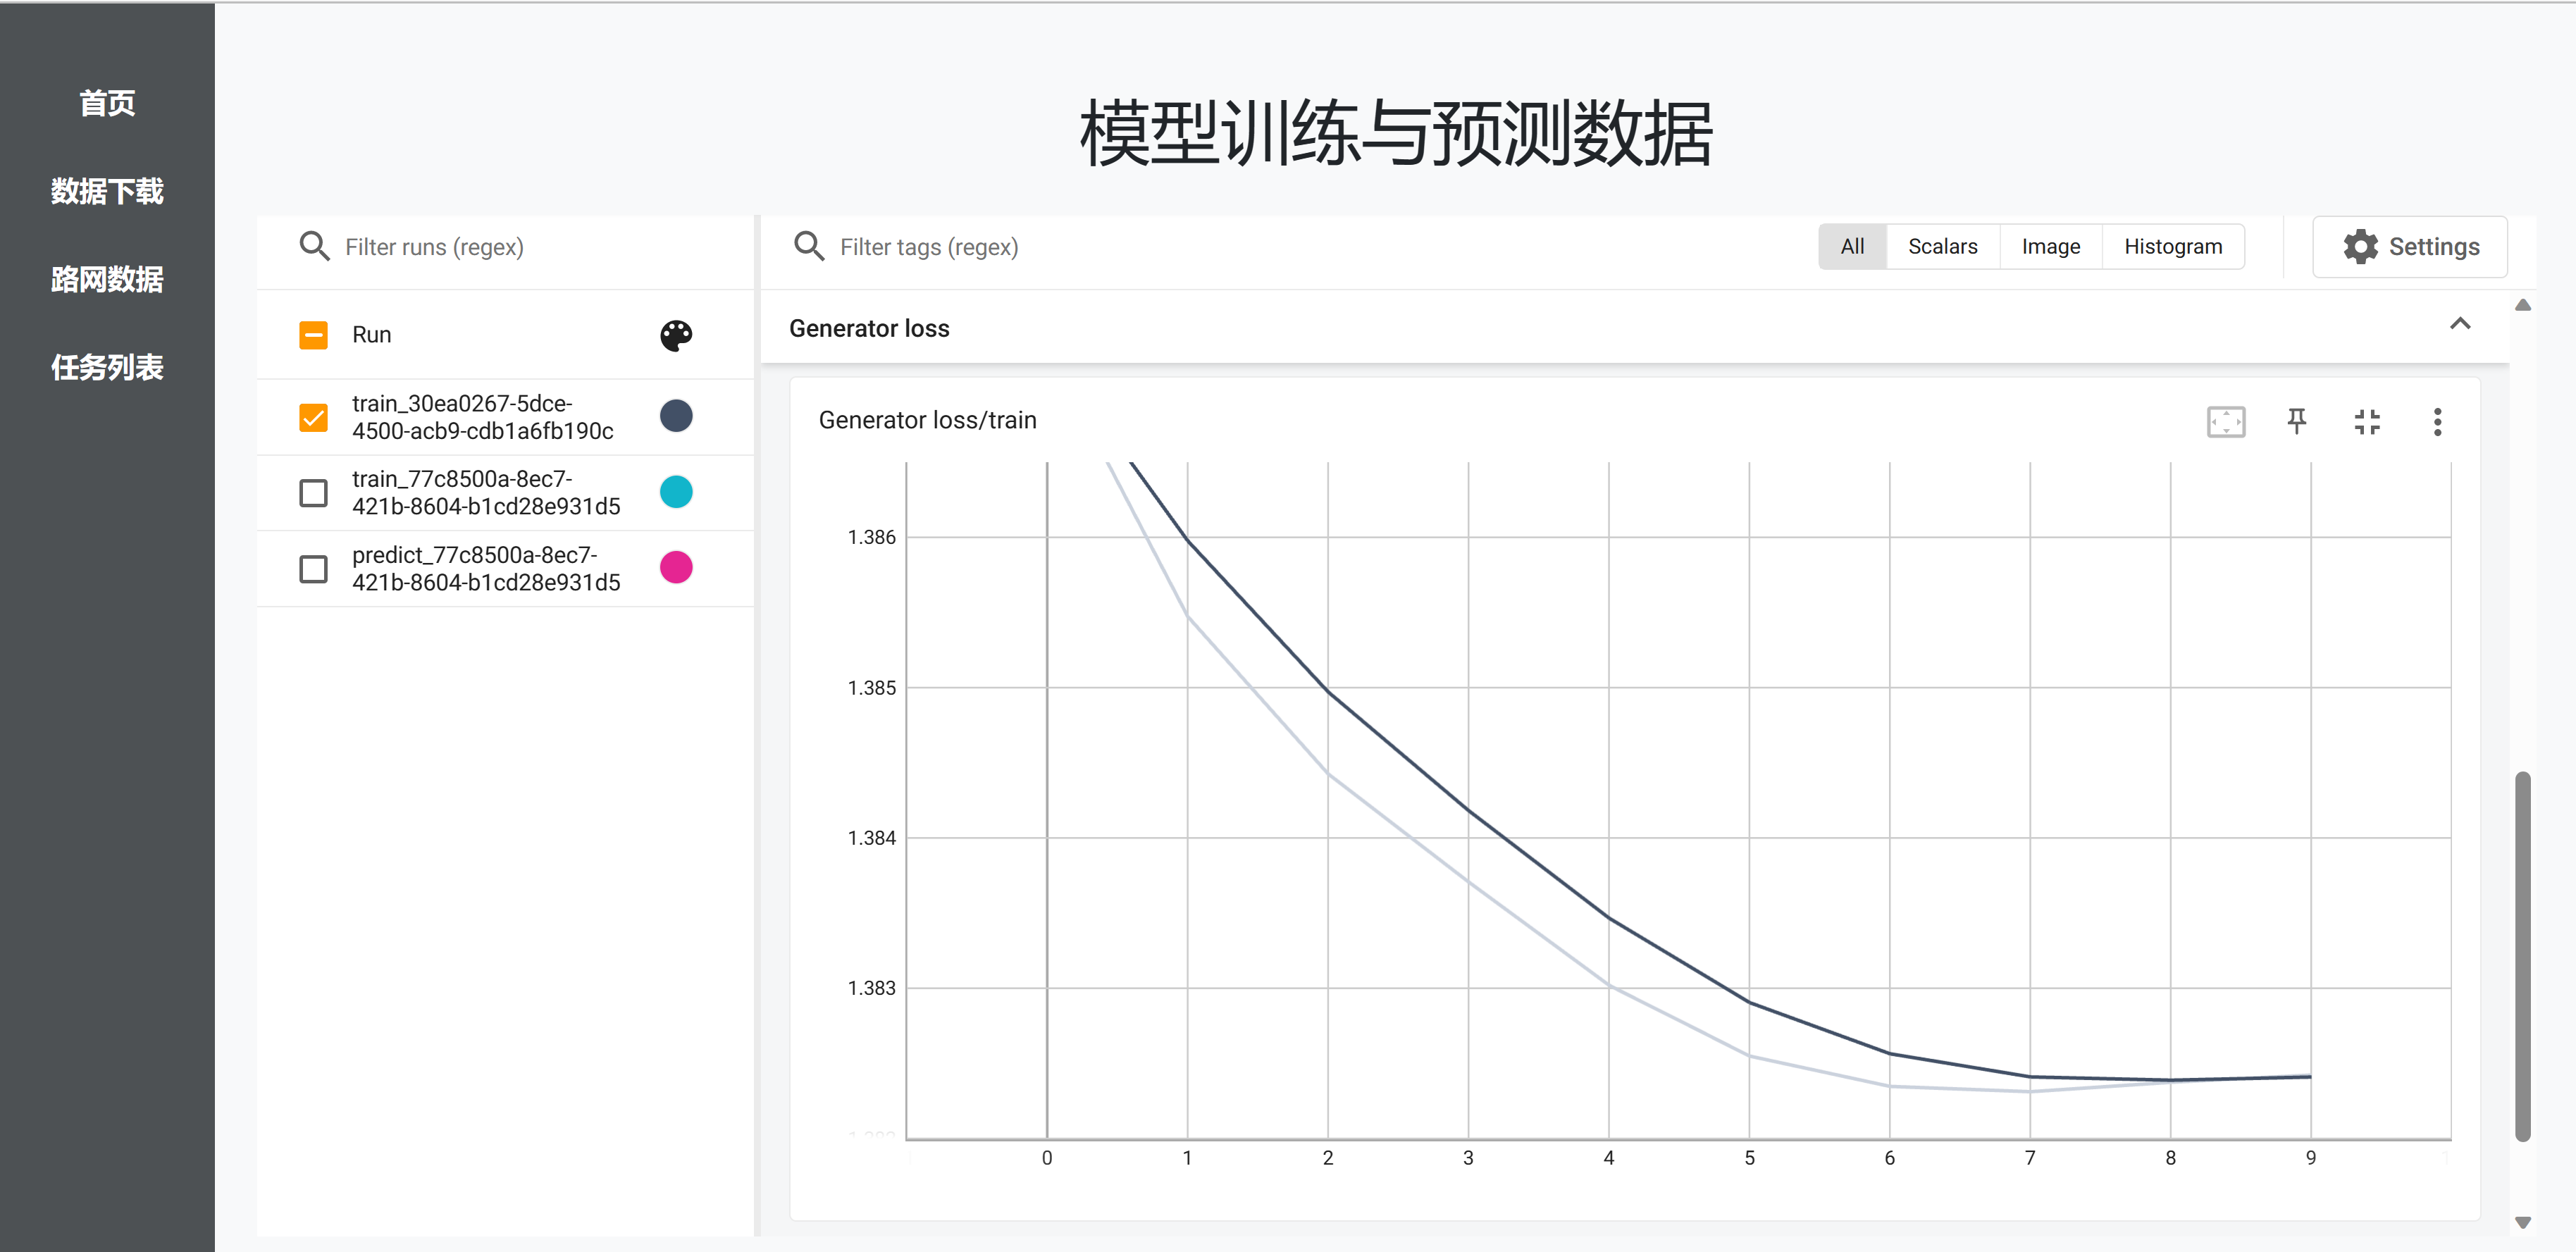 首页
数据下载
路网数据
任务列表
模型训练与预测数据
Filter runs (regex)
Filter tags (regex)
All
Scalars
Image
Histogram
Settings
Run
train_30ea0267-5dce-
4500-acb9-cdb1a6fb190c
train_77c8500a-8ec7-
421b-8604-b1cd28e931d5
predict_77c8500a-8ec7-
421b-8604-b1cd28e931d5
Generator loss
Generator loss/train
1.386
1.385
1.384
1.383
0
1
2
3
4
5
6
7
8
9